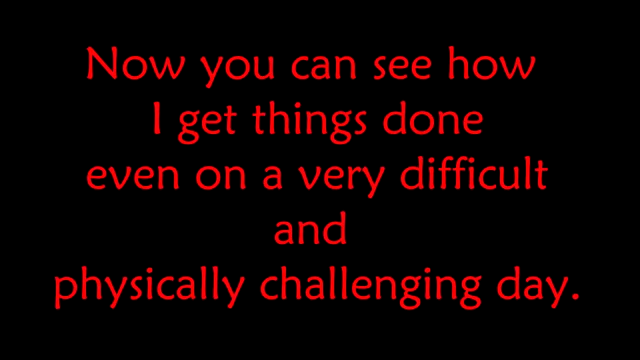 Now you can see how
I get things done
even on a very difficult
and
physically challenging day.